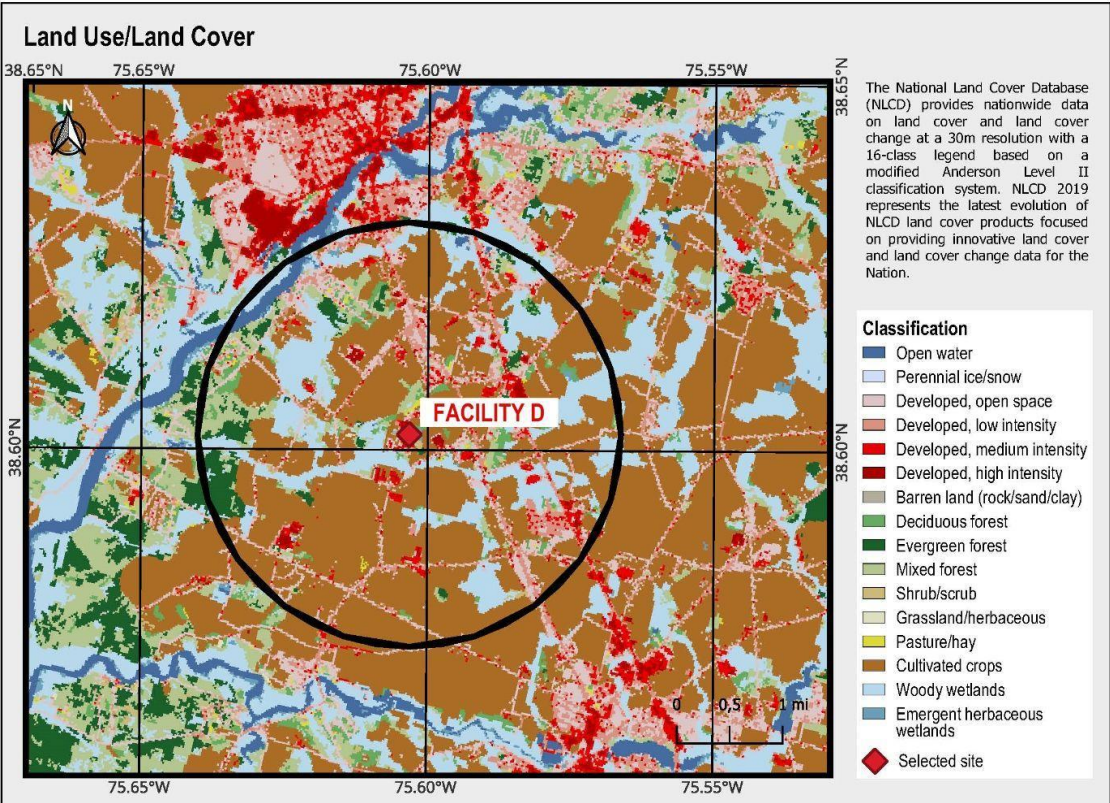 Land Use/Land Cover
38.65°N 75.65°W 75.60°W 75.55°W
38.65°N
N
The National Land Cover Database
(NLCD) provides nationwide data
on land cover and land cover
change at a 30m resolution with a
16-class legend based on a
modified Anderson Level II
classification system. NLCD 2019
represents the latest evolution of
NLCD land cover products focused
on providing innovative land cover
and land cover change data for the
Nation.
Classification
Open water
Perennial ice/snow
Developed, open space
Developed, low intensity
Developed, medium intensity
Developed, high intensity
Barren land (rock/sand/clay)
Deciduous forest
Evergreen forest
Mixed forest
Shrub/scrub
Grassland/herbaceous
Pasture/hay
Cultivated crops
Woody wetlands
Emergent herbaceous
wetlands
Selected site
FACILITY D
38.60°N
38.60°N
0 0,5 1 mi
75.65°W 75.60°W 75.55°W